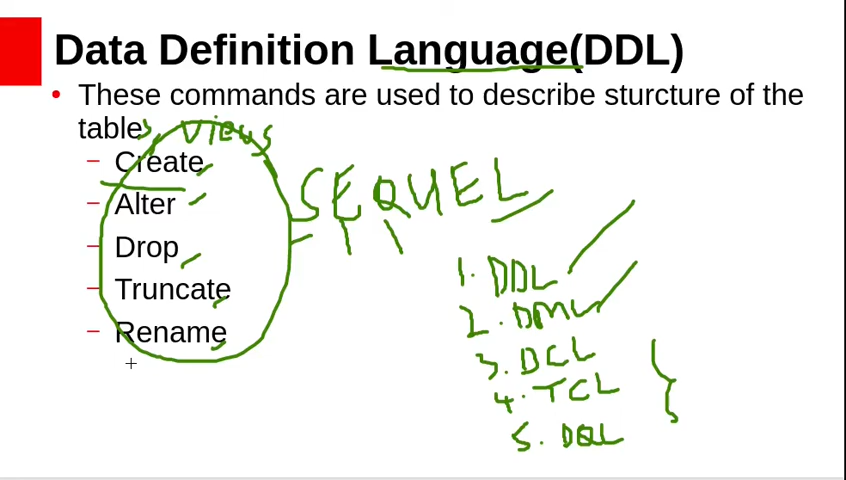 Data Definition Language(DDL)
• These commands are used to describe sturcture of the
table, views
– Create
– Alter
– Drop
– Truncate
– Rename
SEQUEL
1. DDL
2. DML
3. DCL
4. TCL
5. DQL